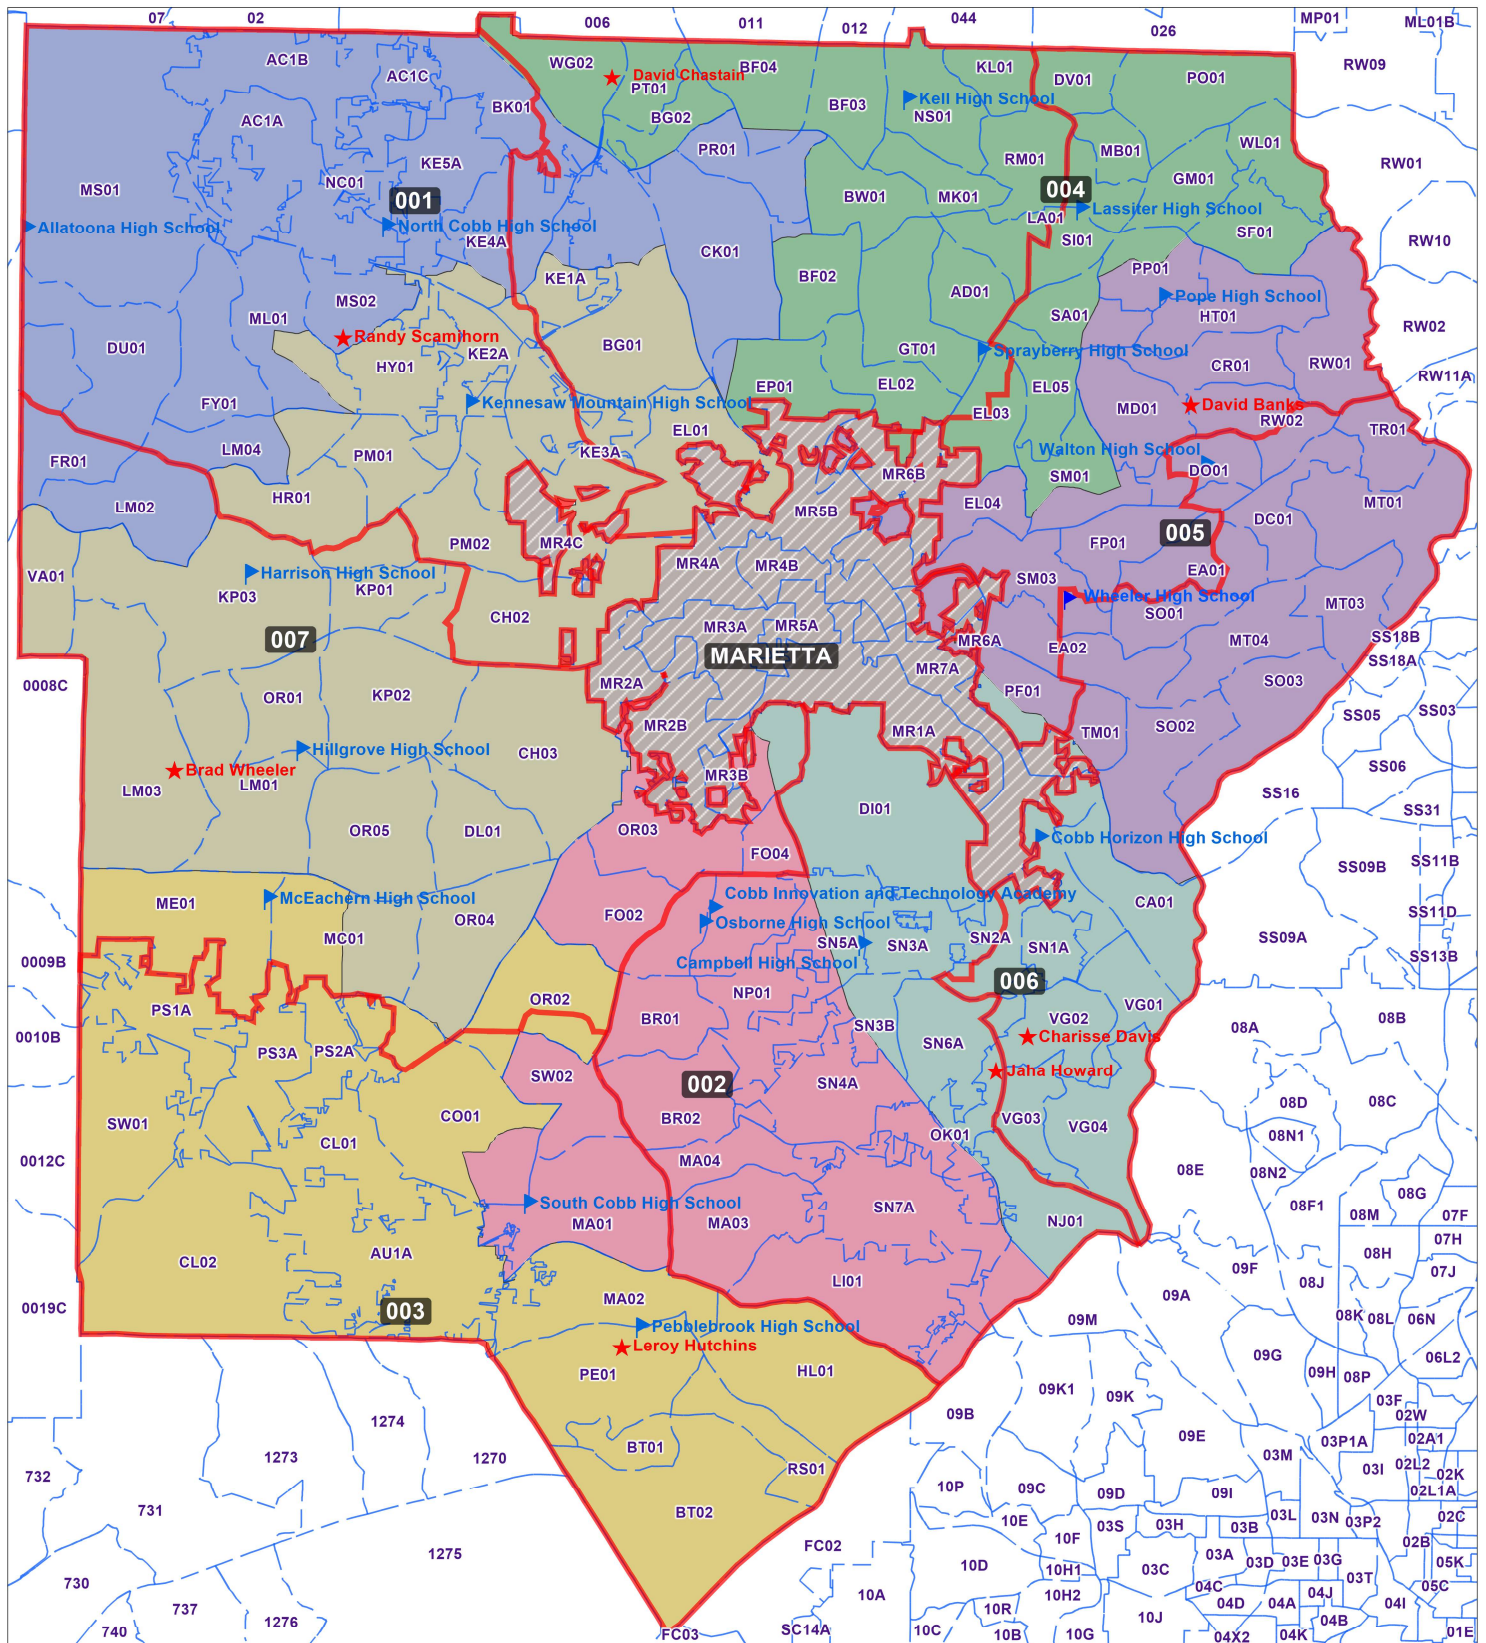 07
02
006
011
012
044
026
MP01
ML01B
AC1B
AC1C
WG02
David Chastain
PT01
BF04
KL01
DV01
PO01
RW09
BK01
BG02
BF03
Kell High School
NS01
AC1A
KE5A
PR01
RM01
MB01
WL01
RW01
MS01
NC01
001
BW01
MK01
004
GM01
Allatoona High School
North Cobb High School
KE4A
LA01
Lassiter High School
SI01
SF01
RW10
CK01
KE1A
BF02
PP01
MS02
AD01
Pope High School
HT01
ML01
SA01
RW02
DU01
Randy Scamihorn
BG01
GT01
Sprayberry High School
KE2A
HY01
CR01
RW01
RW11A
EP01
EL02
EL05
FY01
Kennesaw Mountain High School
EL03
MD01
David Banks
RW02
EL01
TR01
FR01
LM04
PM01
KE3A
Walton High School
HR01
MR6B
SM01
DO01
LM02
MR5B
EL04
MT01
DC01
005
PM02
MR4C
FP01
VA01
Harrison High School
MR4A
MR4B
EA01
KP03
KP01
SM03
Wheeler High School
SO01
MT03
CH02
MR3A
MR5A
007
MR6A
MT04
SS18B
MARIETTA
EA02
SS18A
0008C
MR2A
MR7A
SO03
OR01
KP02
PF01
SS05
SS03
MR2B
MR1A
TM01
SO02
Hillgrove High School
CH03
Brad Wheeler
MR3B
SS06
LM03
LM01
SS16
DI01
SS31
OR05
DL01
OR03
Cobb Horizon High School
FO04
SS09B
SS11B
McEachern High School
Cobb Innovation and Technology Academy
ME01
CA01
OR04
FO02
Osborne High School
SS11D
MC01
SN5A
SN3A
SN2A
SN1A
SS09A
0009B
Campbell High School
SS13B
006
OR02
NP01
PS1A
BR01
VG02
VG01
SN3B
08A
08B
0010B
SN6A
Charisse Davis
PS3A
PS2A
SW02
002
SN4A
Jaha Howard
08D
08C
SW01
CO01
BR02
VG03
VG04
CL01
OK01
08N1
0012C
MA04
08E
08N2
South Cobb High School
08G
MA01
MA03
SN7A
NJ01
08F1
08M
07F
AU1A
07H
CL02
08H
09F
07J
LI01
08J
09A
0019C
003
MA02
Pebblebrook High School
09M
08K
08L
06N
Leroy Hutchins
09G
06L2
PE01
HL01
09H
08P
09K1
09K
03F
09B
02W
1274
09E
03P1A
02A1
BT01
03M
1273
1270
02L2
732
RS01
03I
02K
10P
09C
09D
09I
02L1A
731
BT02
10E
03S
03H
03B
03L
03N
03P2
02C
10F
02B
FC02
1275
03A
10D
10H1
03C
03D
03E
03G
05K
730
03T
04C
05C
10A
10H2
04J
737
10R
04D
04A
04I
1276
10J
04B
740
FC03
SC14A
10C
10B
10G
04X2
04K
01E